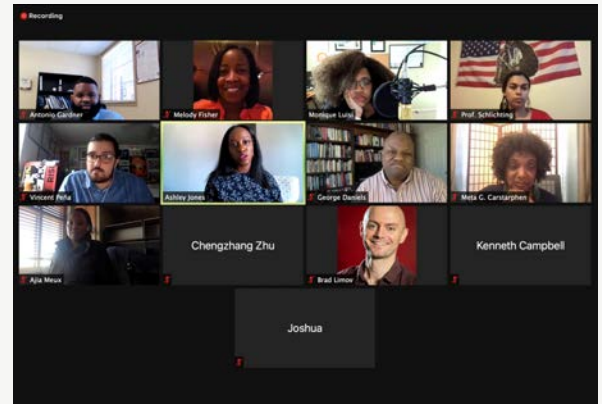 Recording
Antonio Gardner
Melody Fisher
Monique Luisi
Prof. Schlichting
Vincent Peña
Ashley Jones
George Daniels
Meta G. Carstarphen
Ajia Meux
Chengzhang Zhu
Brad Limov
Kenneth Campbell
Joshua